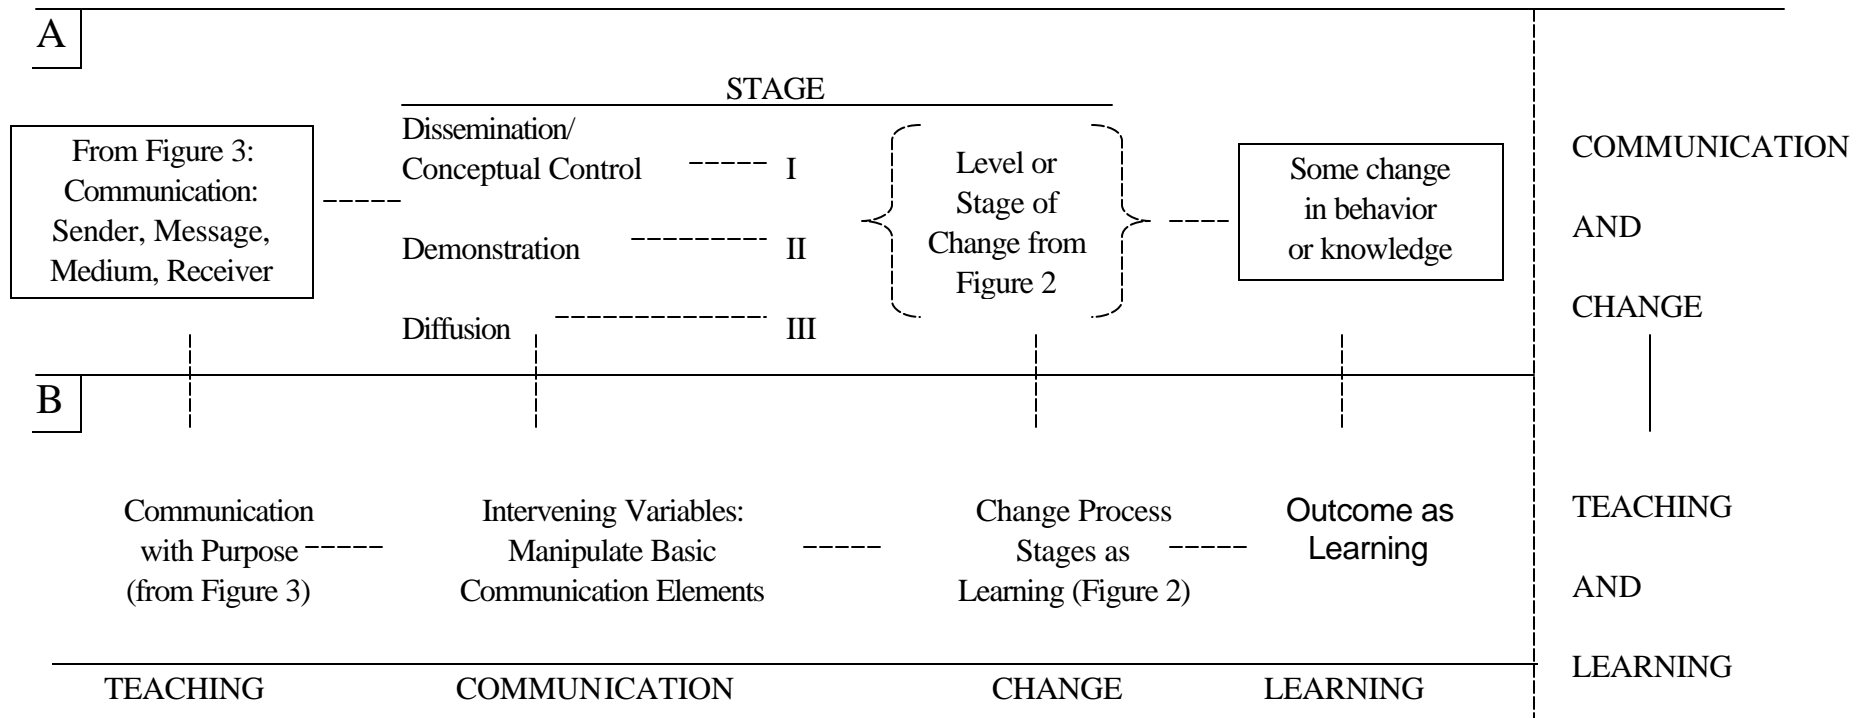 A
STAGE
From Figure 3:
Communication:
Sender, Message,
Medium, Receiver
Dissemination/
Conceptual Control I
Demonstration II
Diffusion III
Level or
Stage of
Change from
Figure 2
Some change
in behavior
or knowledge
COMMUNICATION
AND
CHANGE
B
Communication
with Purpose
(from Figure 3)
Intervening Variables:
Manipulate Basic
Communication Elements
Change Process
Stages as
Learning (Figure 2)
Outcome as
Learning
TEACHING
AND
LEARNING
TEACHING COMMUNICATION CHANGE LEARNING